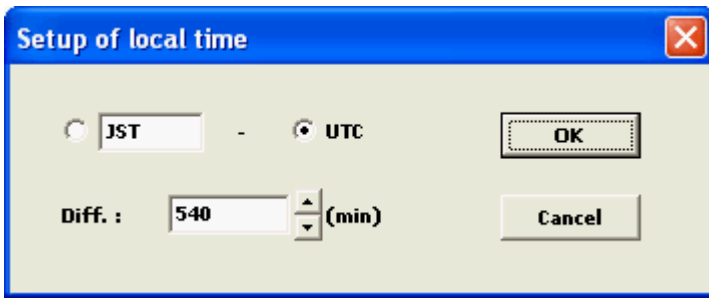 Setup of local time
JST - UTC OK
Diff. : 540 (min) Cancel